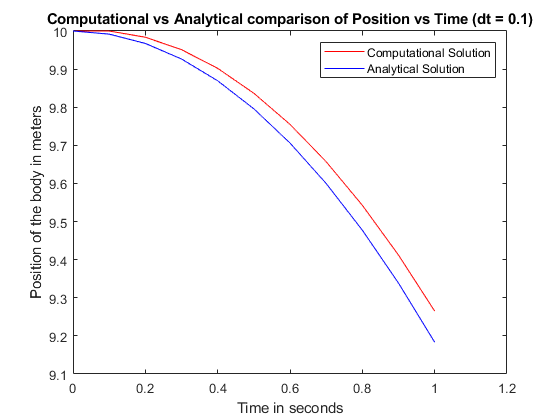 Computational vs Analytical comparison of Position vs Time (dt = 0.1)
Computational Solution
Analytical Solution
Position of the body in meters
10
9.9
9.8
9.7
9.6
9.5
9.4
9.3
9.2
9.1
0 0.2 0.4 0.6 0.8 1 1.2
Time in seconds